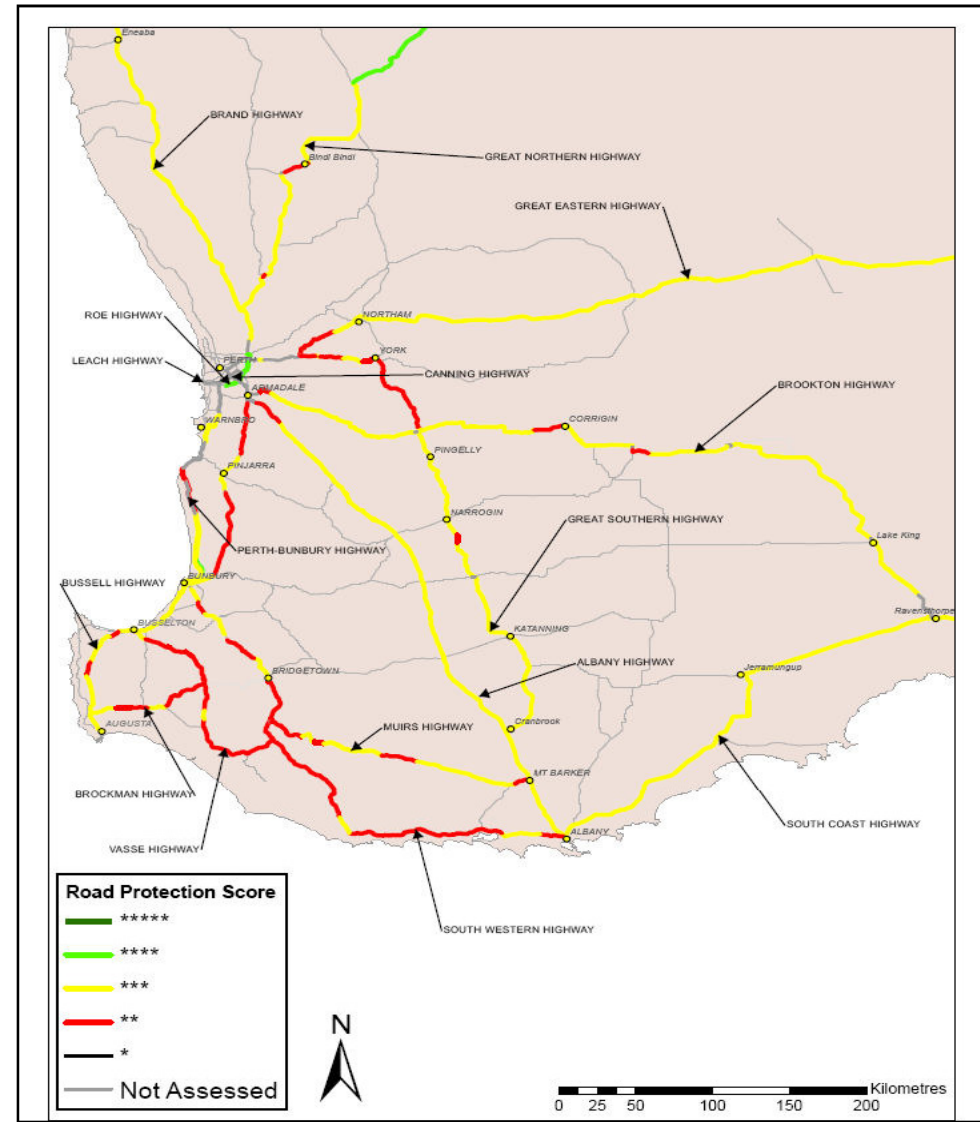 Eneaba
BRAND HIGHWAY
Bindi Bindi
GREAT NORTHERN HIGHWAY
GREAT EASTERN HIGHWAY
ROE HIGHWAY
NORTHAM
LEACH HIGHWAY
PERTH
YORK
CANNING HIGHWAY
ARMADALE
BROOKTON HIGHWAY
WARNBRO
CORRIGIN
PINGELLY
PINJARRA
NARROGIN
GREAT SOUTHERN HIGHWAY
PERTH-BUNBURY HIGHWAY
Lake King
BUSSELL HIGHWAY
BUNBURY
Ravensthorpe
BUSSELTON
KATANNING
BRIDGETOWN
ALBANY HIGHWAY
Jerramungup
AUGUSTA
MUIRS HIGHWAY
Cranbrook
BROCKMAN HIGHWAY
MT BARKER
SOUTH COAST HIGHWAY
VASSE HIGHWAY
ALBANY
SOUTH WESTERN HIGHWAY
Road Protection Score
*****
****
***
**
*
Not Assessed
N
Kilometres
0 25 50 100 150 200